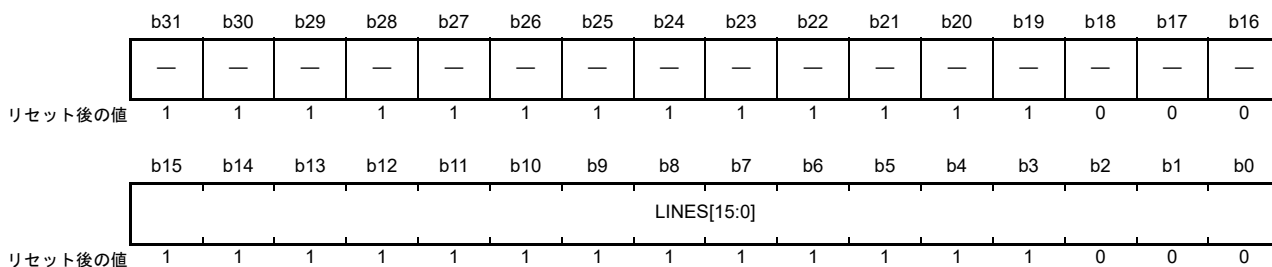 b31 b30 b29 b28 b27 b26 b25 b24 b23 b22 b21 b20 b19 b18 b17 b16
— — — — — — — — — — — — — — — —
リセット後の値 1 1 1 1 1 1 1 1 1 1 1 1 1 0 0 0
b15 b14 b13 b12 b11 b10 b9 b8 b7 b6 b5 b4 b3 b2 b1 b0
LINES[15:0]
リセット後の値 1 1 1 1 1 1 1 1 1 1 1 1 1 0 0 0